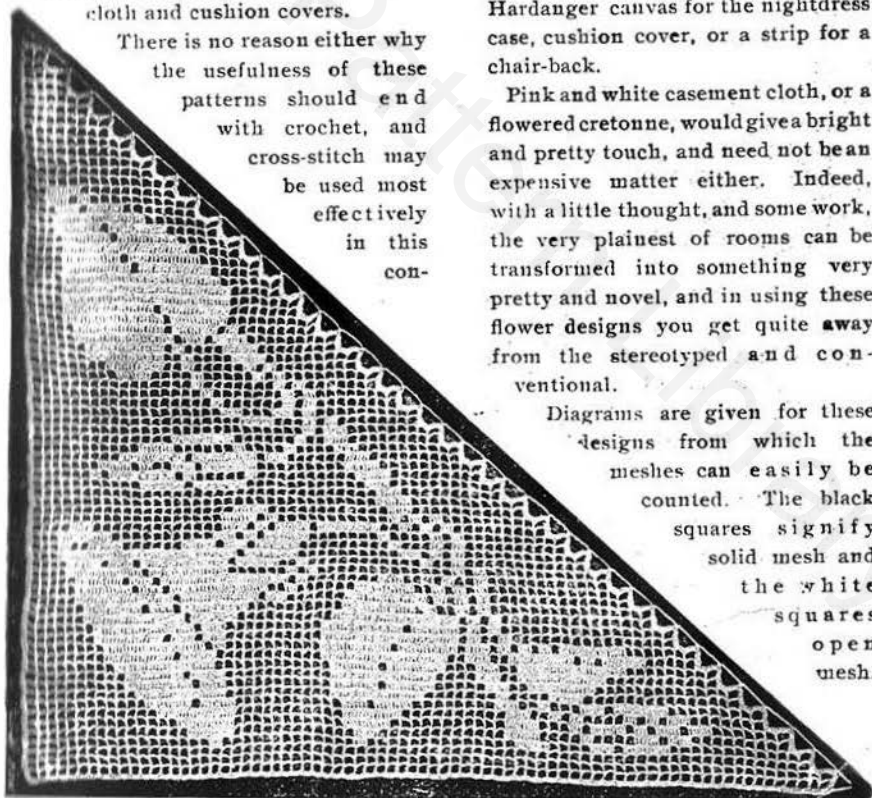 cloth and cushion covers.
There is no reason either why
the usefulness of these
patterns should end
with crochet, and
cross-stitch may
be used most
effectively
in this
con-
Hardanger canvas for the nightdress
case, cushion cover, or a strip for a
chair-back.
Pink and white casement cloth, or a
flowered cretonne, would give a bright
and pretty touch, and need not be an
expensive matter either. Indeed,
with a little thought, and some work,
the very plainest of rooms can be
transformed into something very
pretty and novel, and in using these
flower designs you get quite away
from the stereotyped and con-
ventional.
Diagrams are given for these
designs from which the
meshes can easily be
counted. The black
squares signify
solid mesh and
the white
squares
open
mesh.
Pattern Library